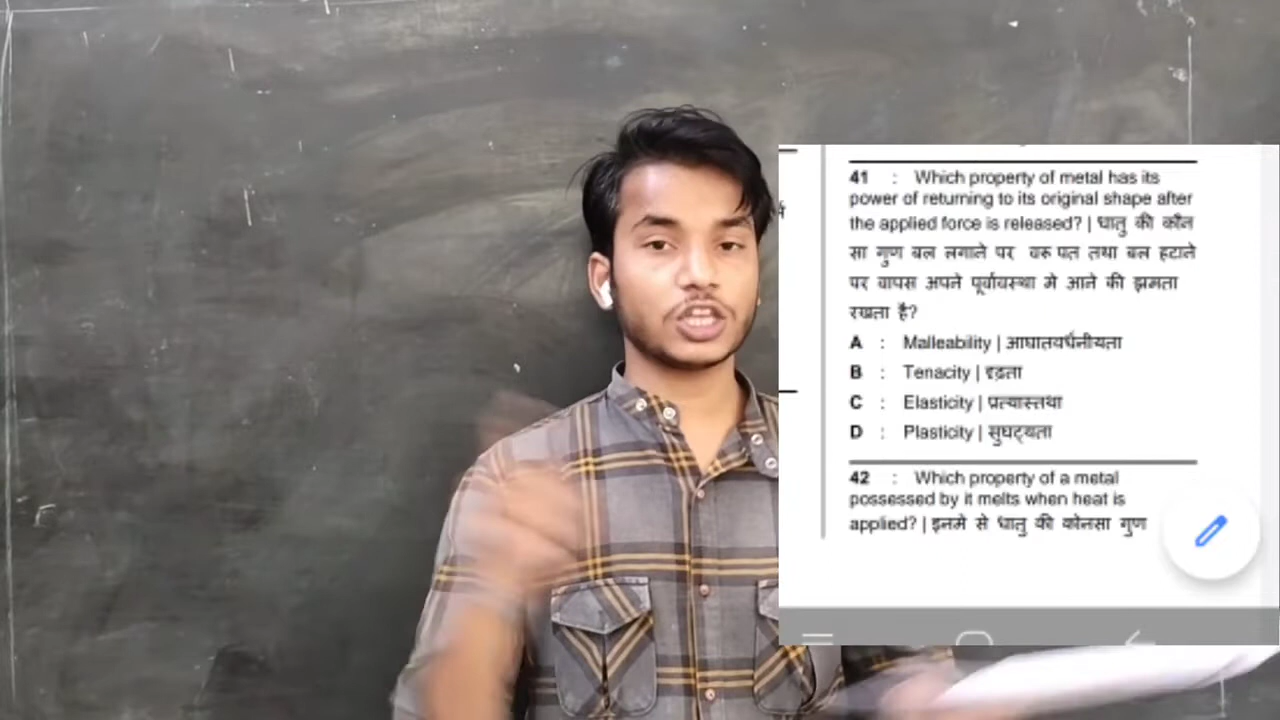 41 : Which property of metal has its
power of returning to its original shape after
the applied force is released? | धातु की कौन
सा गुण बल लगाने पर वरू पत तथा बल हटाने
पर वापस अपने पूर्वावस्था मे आने की झमता
रखता है?
A : Malleability | आघातवर्धनीयता
B : Tenacity | दृढ़ता
C : Elasticity | प्रत्यास्तथा
D : Plasticity | सुघट्यता
42 : Which property of a metal
possessed by it melts when heat is
applied? | इनमे से धातु की कोनसा गुण